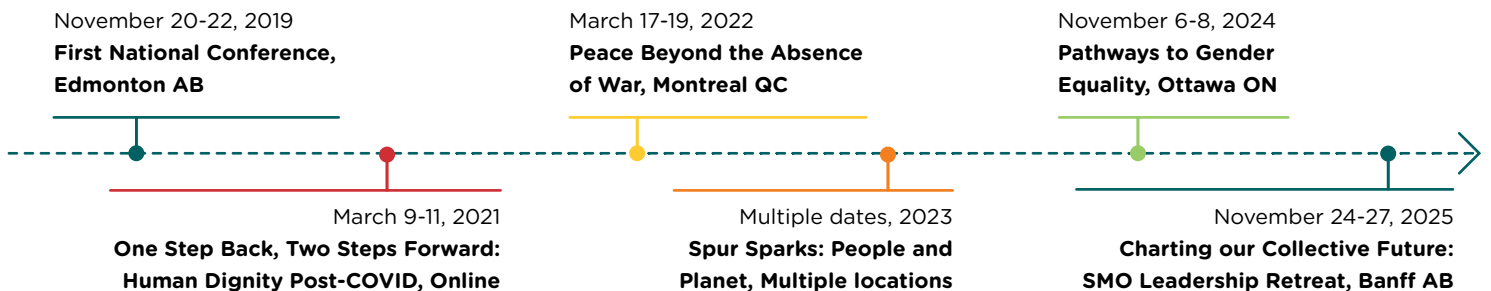 November 20-22, 2019
First National Conference,
Edmonton AB
March 9-11, 2021
One Step Back, Two Steps Forward:
Human Dignity Post-COVID, Online
March 17-19, 2022
Peace Beyond the Absence
of War, Montreal QC
Multiple dates, 2023
Spur Sparks: People and
Planet, Multiple locations
November 6-8, 2024
Pathways to Gender
Equality, Ottawa ON
November 24-27, 2025
Charting our Collective Future:
SMO Leadership Retreat, Banff AB